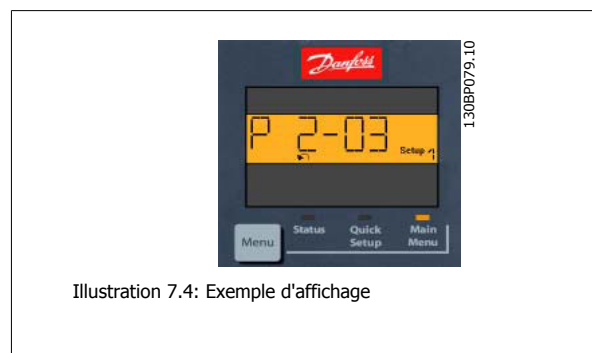 Danfoss
130BP079.10
P 2-03
Setup 1
Status
Quick Setup
Main Menu
Menu
Illustration 7.4: Exemple d'affichage